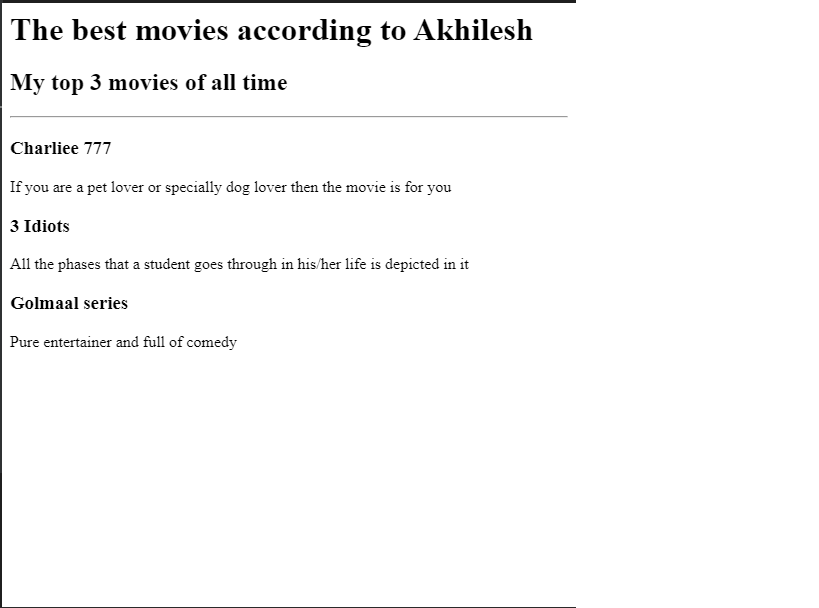 The best movies according to Akhilesh
My top 3 movies of all time
Charliee 777
If you are a pet lover or specially dog lover then the movie is for you
3 Idiots
All the phases that a student goes through in his/her life is depicted in it
Golmaal series
Pure entertainer and full of comedy